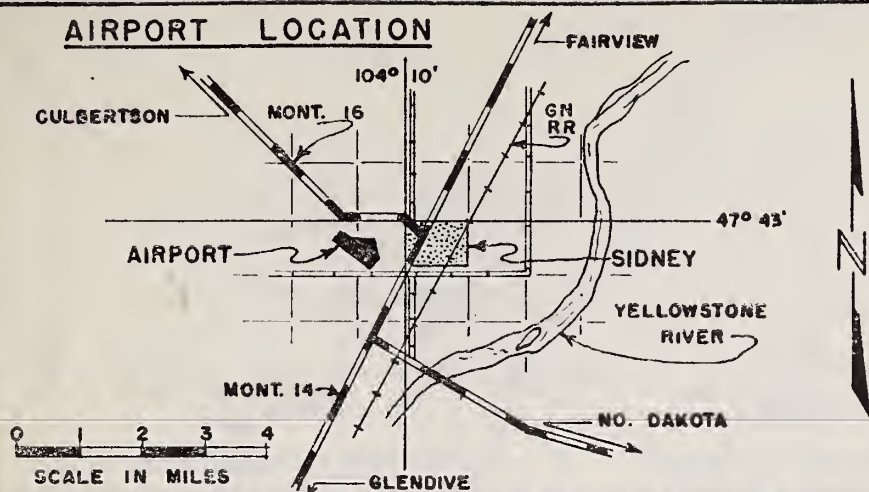 AIRPORT LOCATION
FAIRVIEW
104° 10'
CULBERTSON
MONT. 16
GN
RR
47° 43'
AIRPORT
SIDNEY
N
YELLOWSTONE
RIVER
MONT. 14
NO. DAKOTA
0 1 2 3 4
SCALE IN MILES
GLENDIVE